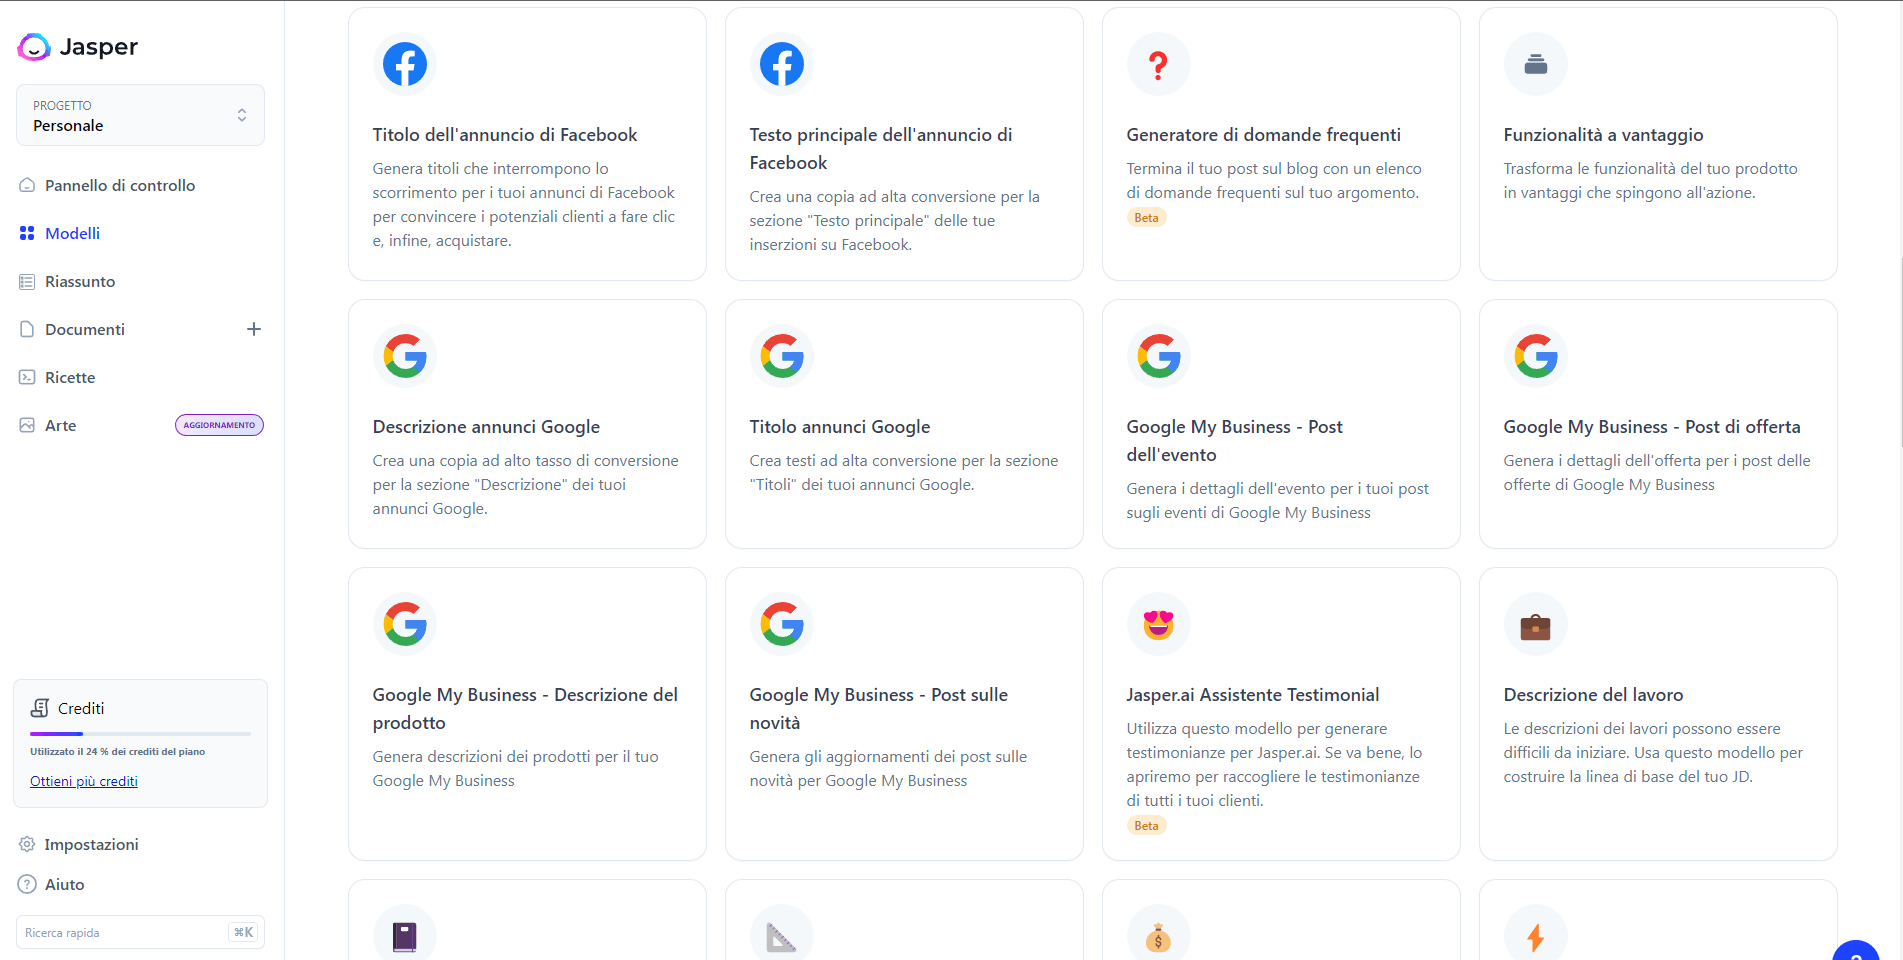 Jasper
PROGETTO
Personale
Pannello di controllo
Modelli
Riassunto
Documenti
Ricette
Arte
AGGIORNAMENTO
Crediti
Utilizzato il 24 % dei crediti del piano
Ottieni più crediti
Impostazioni
Aiuto
Ricerca rapida
⌘K
Titolo dell'annuncio di Facebook
Genera titoli che interrompono lo
scorrimento per i tuoi annunci di Facebook
per convincere i potenziali clienti a fare clic
e, infine, acquistare.
Testo principale dell'annuncio di
Facebook
Crea una copia ad alta conversione per la
sezione "Testo principale" delle tue
inserzioni su Facebook.
Generatore di domande frequenti
Termina il tuo post sul blog con un elenco
di domande frequenti sul tuo argomento.
Beta
Funzionalità a vantaggio
Trasforma le funzionalità del tuo prodotto
in vantaggi che spingono all'azione.
Descrizione annunci Google
Crea una copia ad alto tasso di conversione
per la sezione "Descrizione" dei tuoi
annunci Google.
Titolo annunci Google
Crea testi ad alta conversione per la sezione
"Titoli" dei tuoi annunci Google.
Google My Business - Post
dell'evento
Genera i dettagli dell'evento per i tuoi post
sugli eventi di Google My Business
Google My Business - Post di offerta
Genera i dettagli dell'offerta per i post delle
offerte di Google My Business
Google My Business - Descrizione del
prodotto
Genera descrizioni dei prodotti per il tuo
Google My Business
Google My Business - Post sulle
novità
Genera gli aggiornamenti dei post sulle
novità per Google My Business
Jasper.ai Assistente Testimonial
Utilizza questo modello per generare
testimonianze per Jasper.ai. Se va bene, lo
apriremo per raccogliere le testimonianze
di tutti i tuoi clienti.
Beta
Descrizione del lavoro
Le descrizioni dei lavori possono essere
difficili da iniziare. Usa questo modello per
costruire la linea di base del tuo JD.